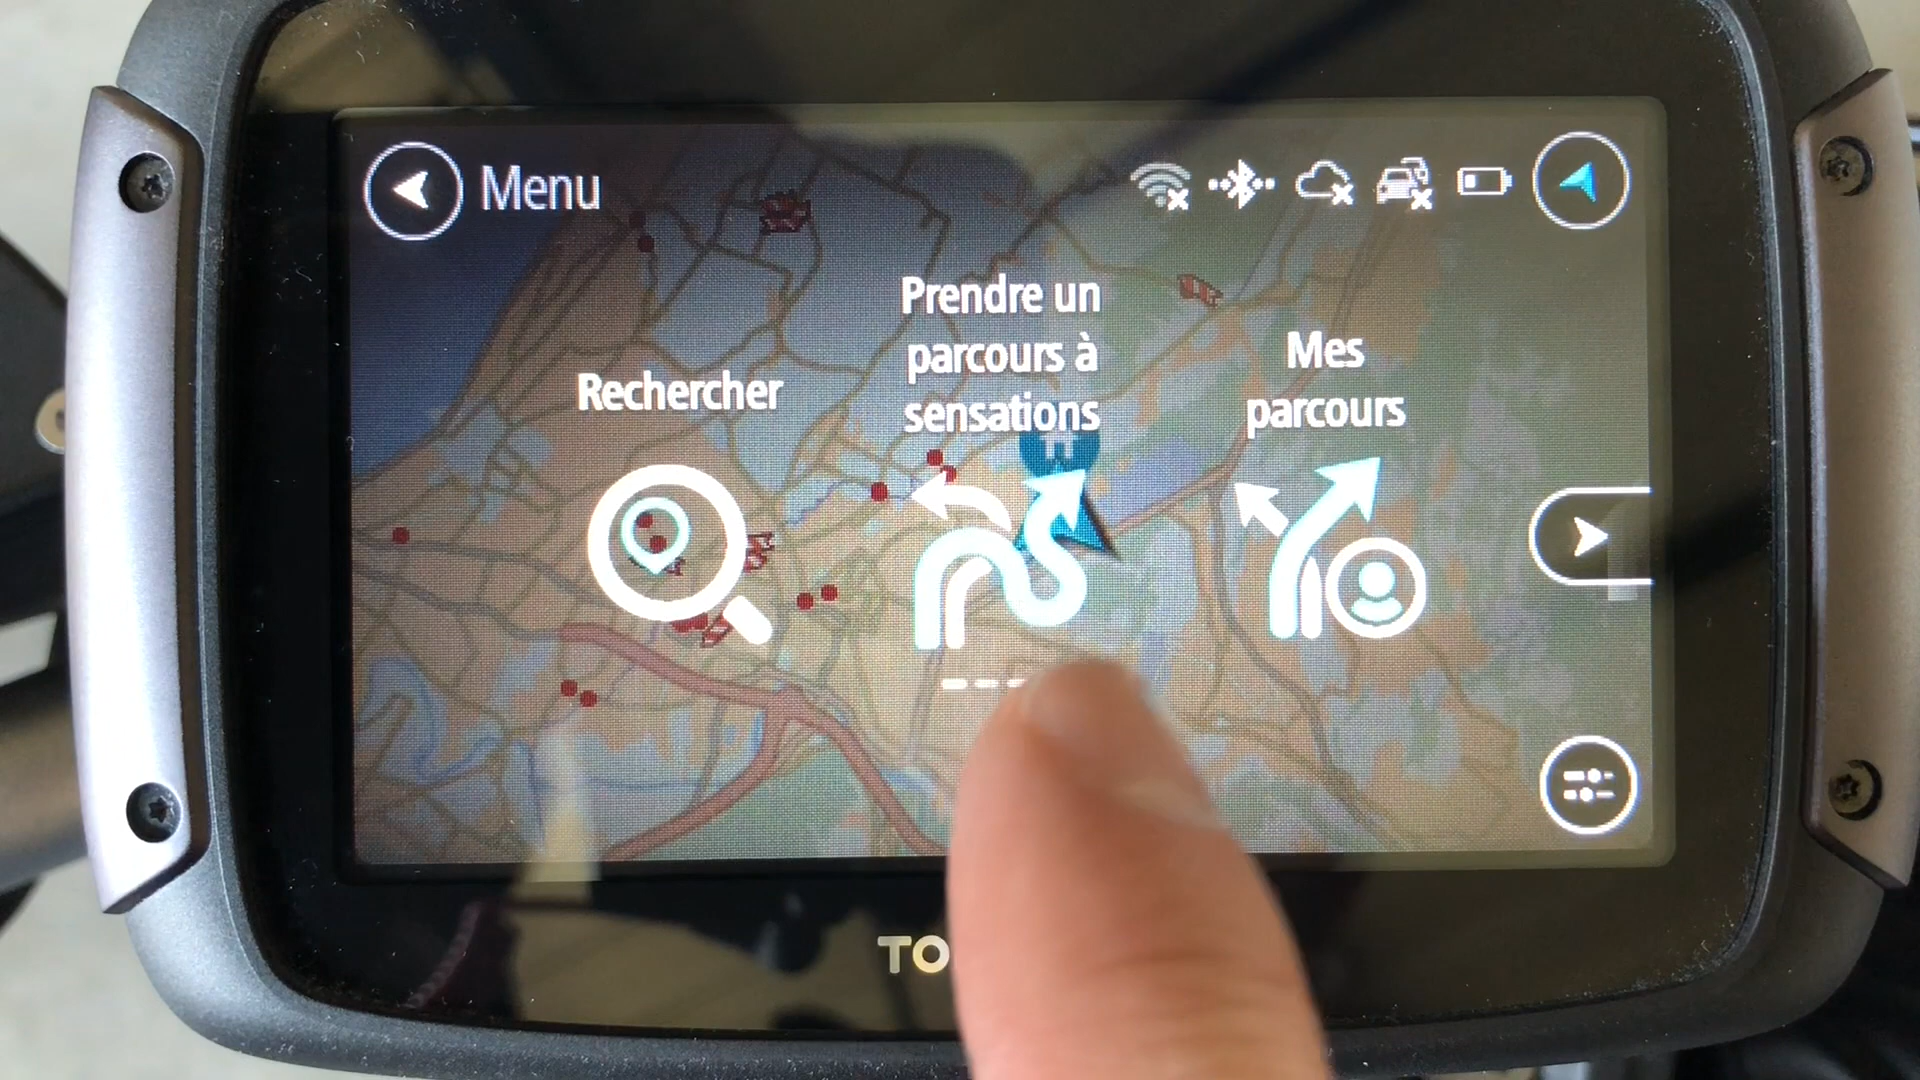 Menu
Prendre un
parcours à
sensations
Rechercher
Mes
parcours
TO